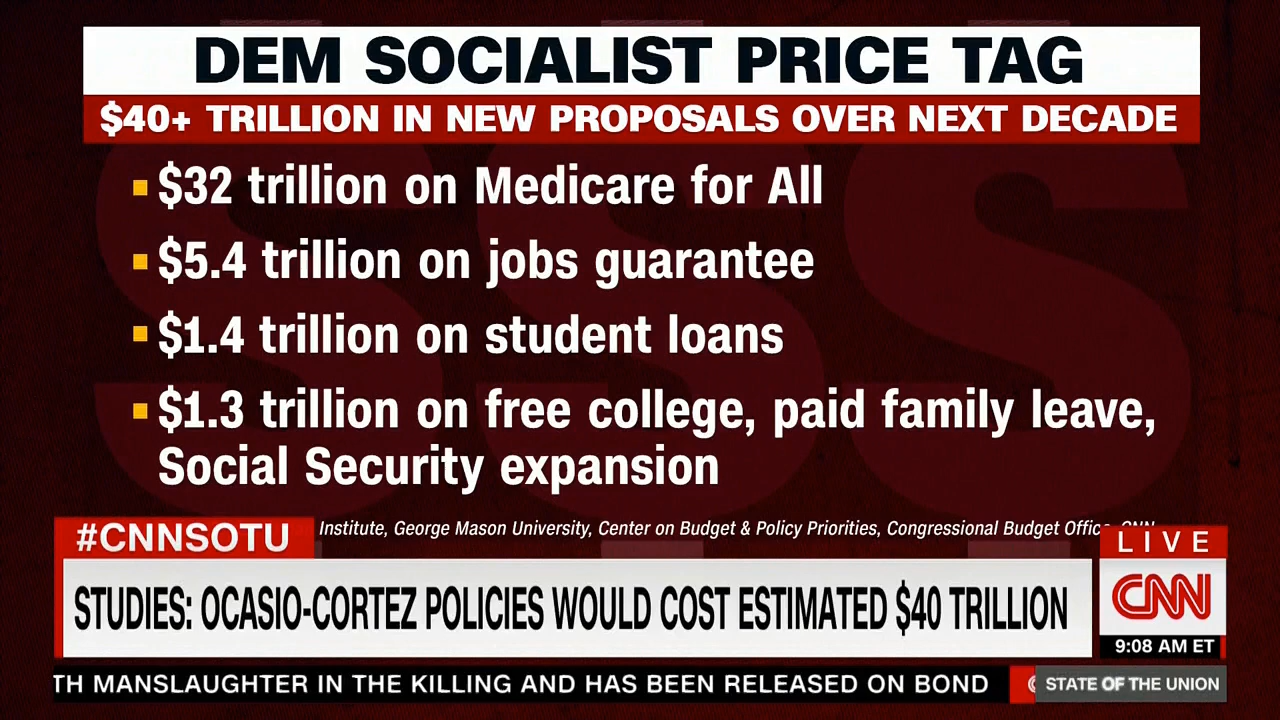 DEM SOCIALIST PRICE TAG
$40+ TRILLION IN NEW PROPOSALS OVER NEXT DECADE
$32 trillion on Medicare for All
$5.4 trillion on jobs guarantee
$1.4 trillion on student loans
$1.3 trillion on free college, paid family leave,
Social Security expansion
Institute, George Mason University, Center on Budget & Policy Priorities, Congressional Budget Office, CNN
#CNNSOTU
LIVE
CNN
STUDIES: OCASIO-CORTEZ POLICIES WOULD COST ESTIMATED $40 TRILLION
9:08 AM ET
TH MANSLAUGHTER IN THE KILLING AND HAS BEEN RELEASED ON BOND
STATE OF THE UNION